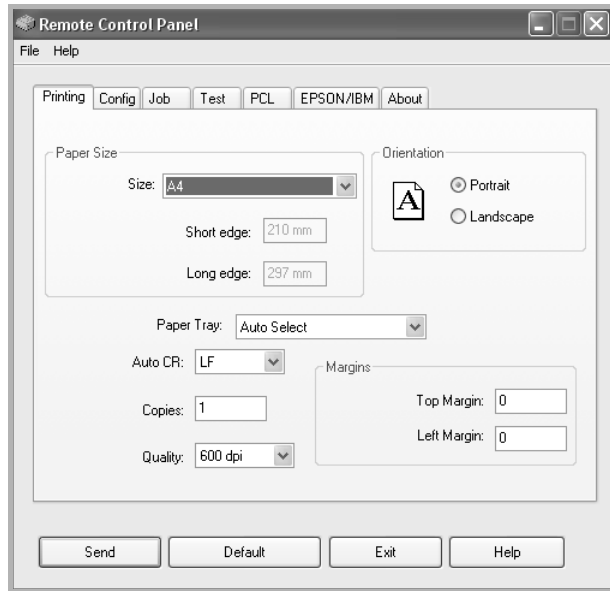 Remote Control Panel
File Help
Printing Config Job Test PCL EPSON/IBM About
Paper Size
Size: A4
Short edge: 210 mm
Long edge: 297 mm
Orientation
A
Portrait
Landscape
Paper Tray: Auto Select
Auto CR: LF
Copies: 1
Quality: 600 dpi
Margins
Top Margin: 0
Left Margin: 0
Send Default Exit Help